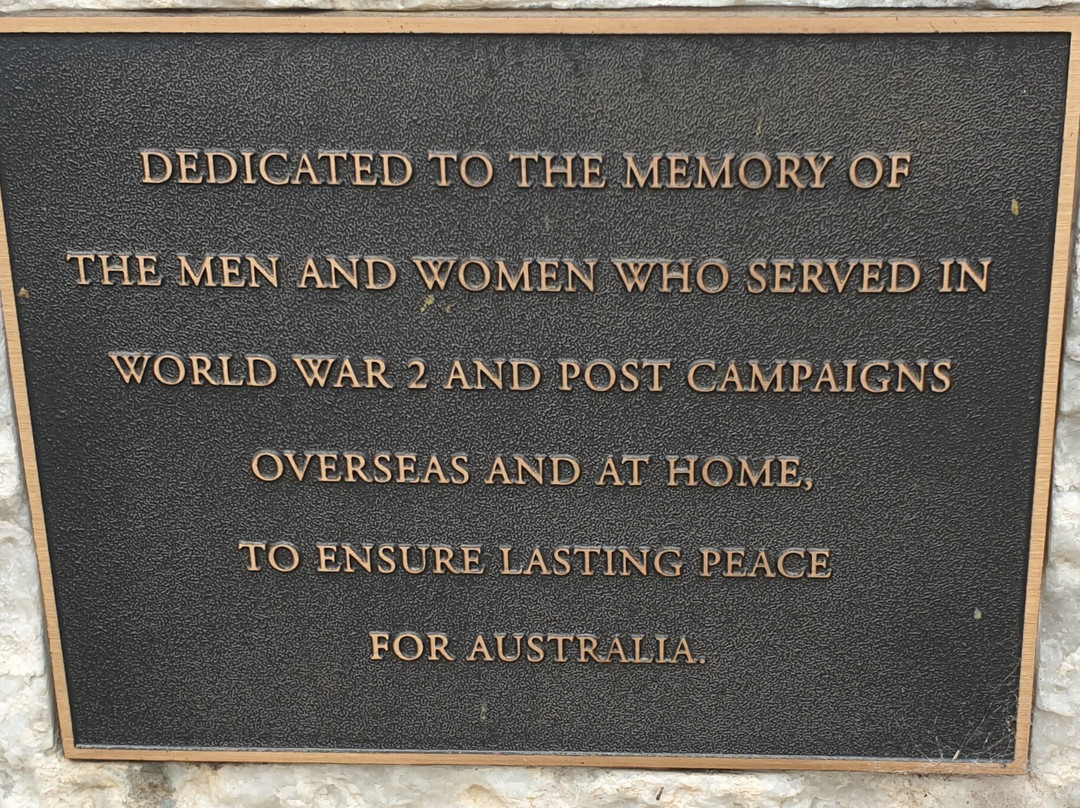 DEDICATED TO THE MEMORY OF
THE MEN AND WOMEN WHO SERVED IN
WORLD WAR 2 AND POST CAMPAIGNS
OVERSEAS AND AT HOME,
TO ENSURE LASTING PEACE
FOR AUSTRALIA.